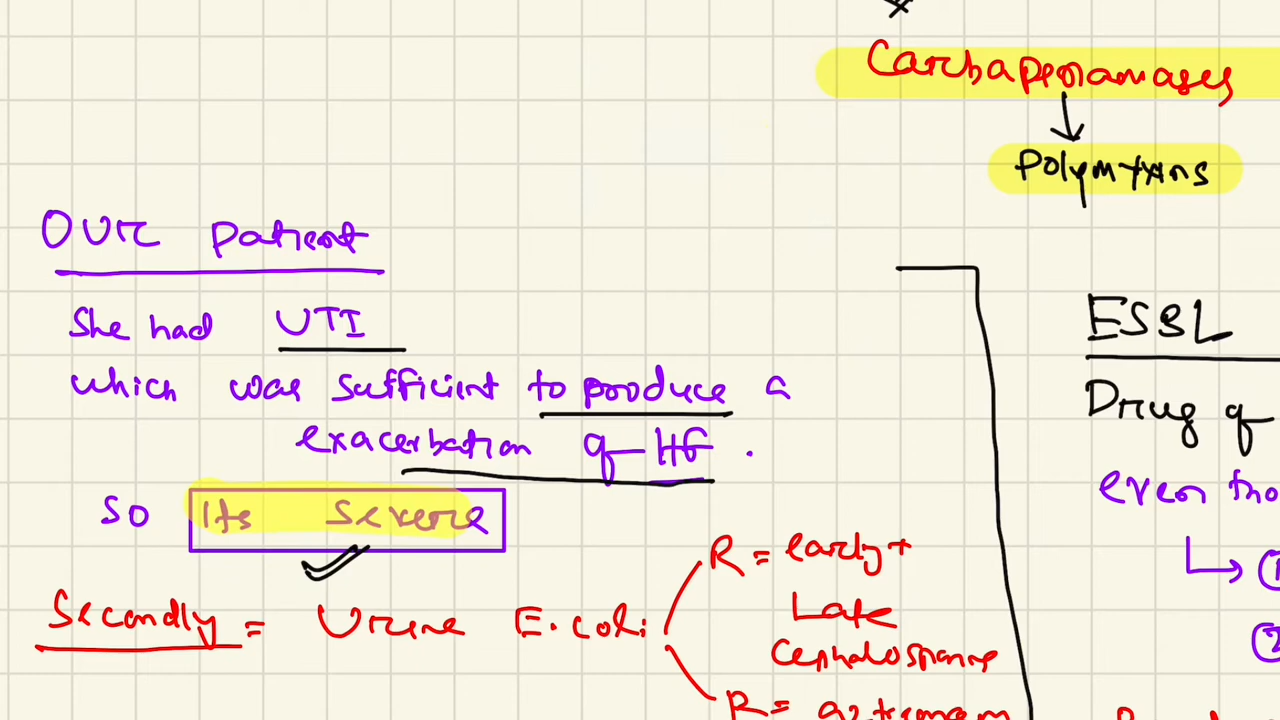 Carbapenamases
Polymyxins
OUR patient
She had UTI
which was sufficient to produce a
exacerbation of HF.
so Its severe
Secondly = Urine E.coli
R = early +
Late
Cephalosporins
R = aztreonam
ESBL
Drug of
even tho